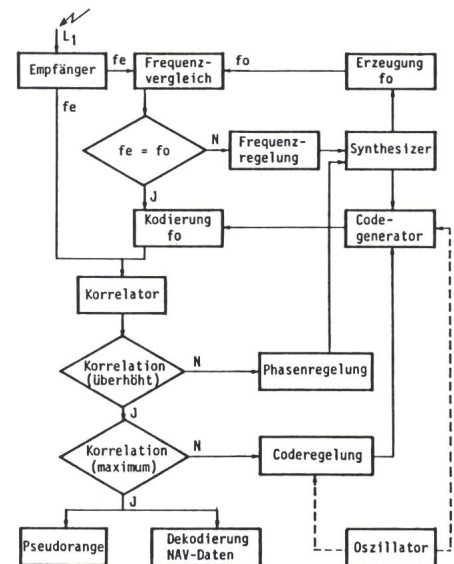 L1
Empfänger
fe
Frequenz-
vergleich
fo
Erzeugung
fo
fe
fe = fo
N
Frequenz-
regelung
Synthesizer
J
Kodierung
fo
Code-
generator
Korrelator
Korrelation
(überhöht)
N
Phasenregelung
J
Korrelation
(maximum)
N
Coderegelung
J
Pseudorange
Dekodierung
NAV-Daten
Oszillator